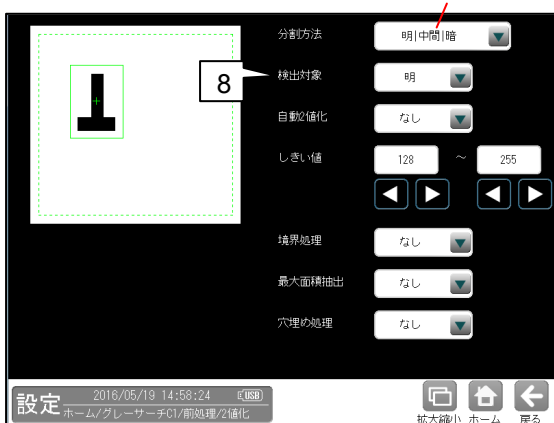 分割方法 明|中間|暗
8
検出対象 明
自動2値化 なし
しきい値 128 ～ 255
境界処理 なし
最大面積抽出 なし
穴埋め処理 なし
設定 2016/05/19 14:58:24 USB
ホーム/グレーサーチC1/前処理/2値化
拡大縮小 ホーム 戻る